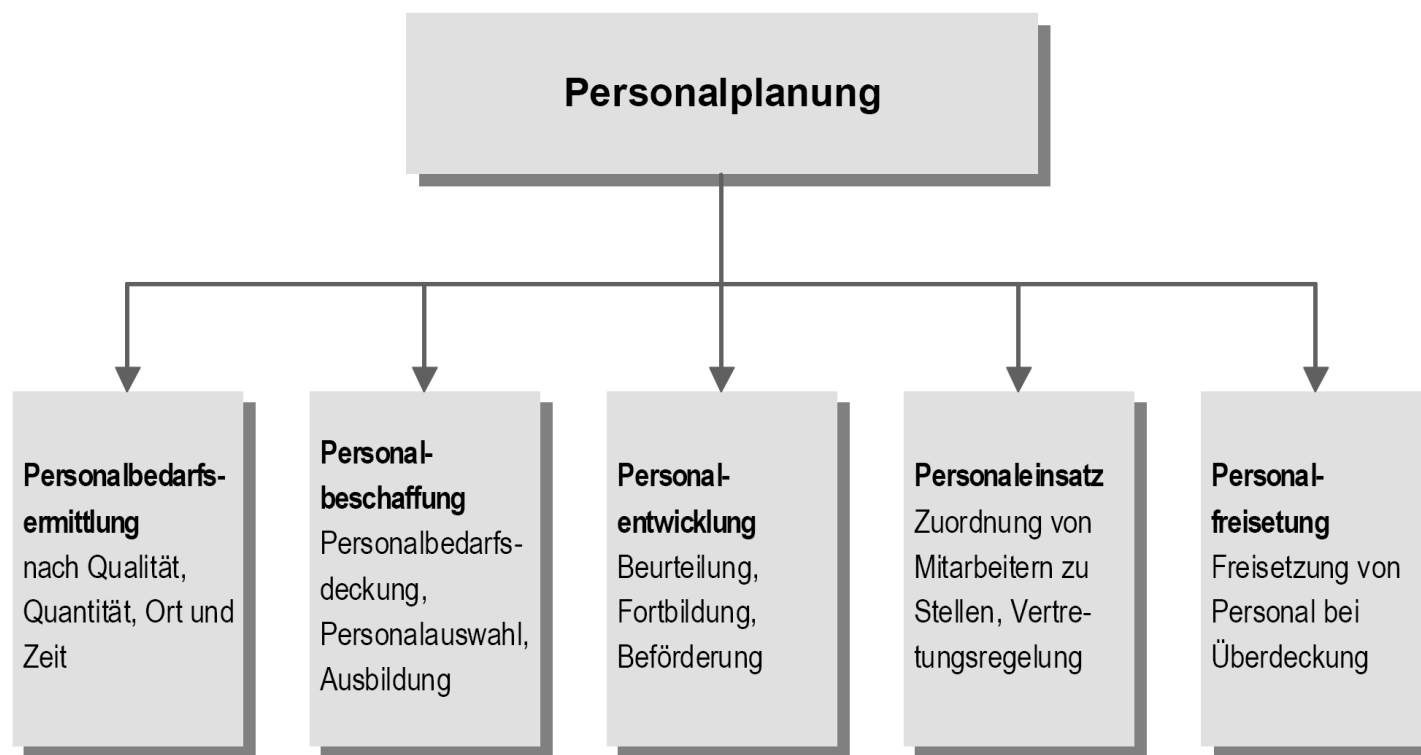 Personalplanung
Personalbedarfs-
ermittlung
nach Qualität,
Quantität, Ort und
Zeit
Personal-
beschaffung
Personalbedarfs-
deckung,
Personalauswahl,
Ausbildung
Personal-
entwicklung
Beurteilung,
Fortbildung,
Beförderung
Personaleinsatz
Zuordnung von
Mitarbeitern zu
Stellen, Vertre-
tungsregelung
Personal-
freisetung
Freisetzung von
Personal bei
Überdeckung